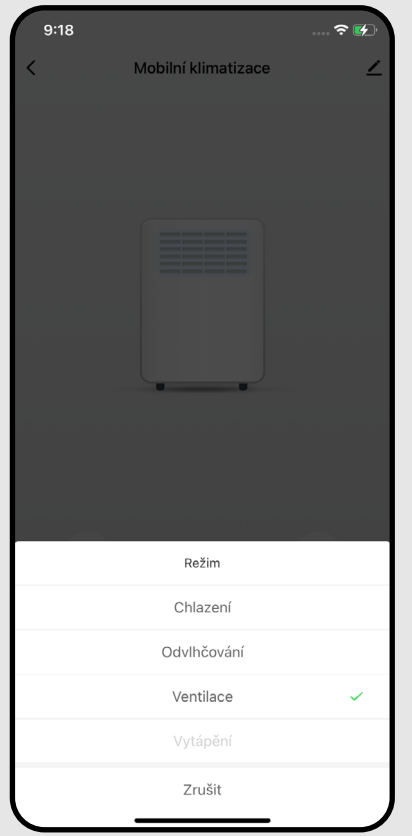 9:18
Mobilní klimatizace
Režim
Chlazení
Odvlhčování
Ventilace
Vytápění
Zrušit